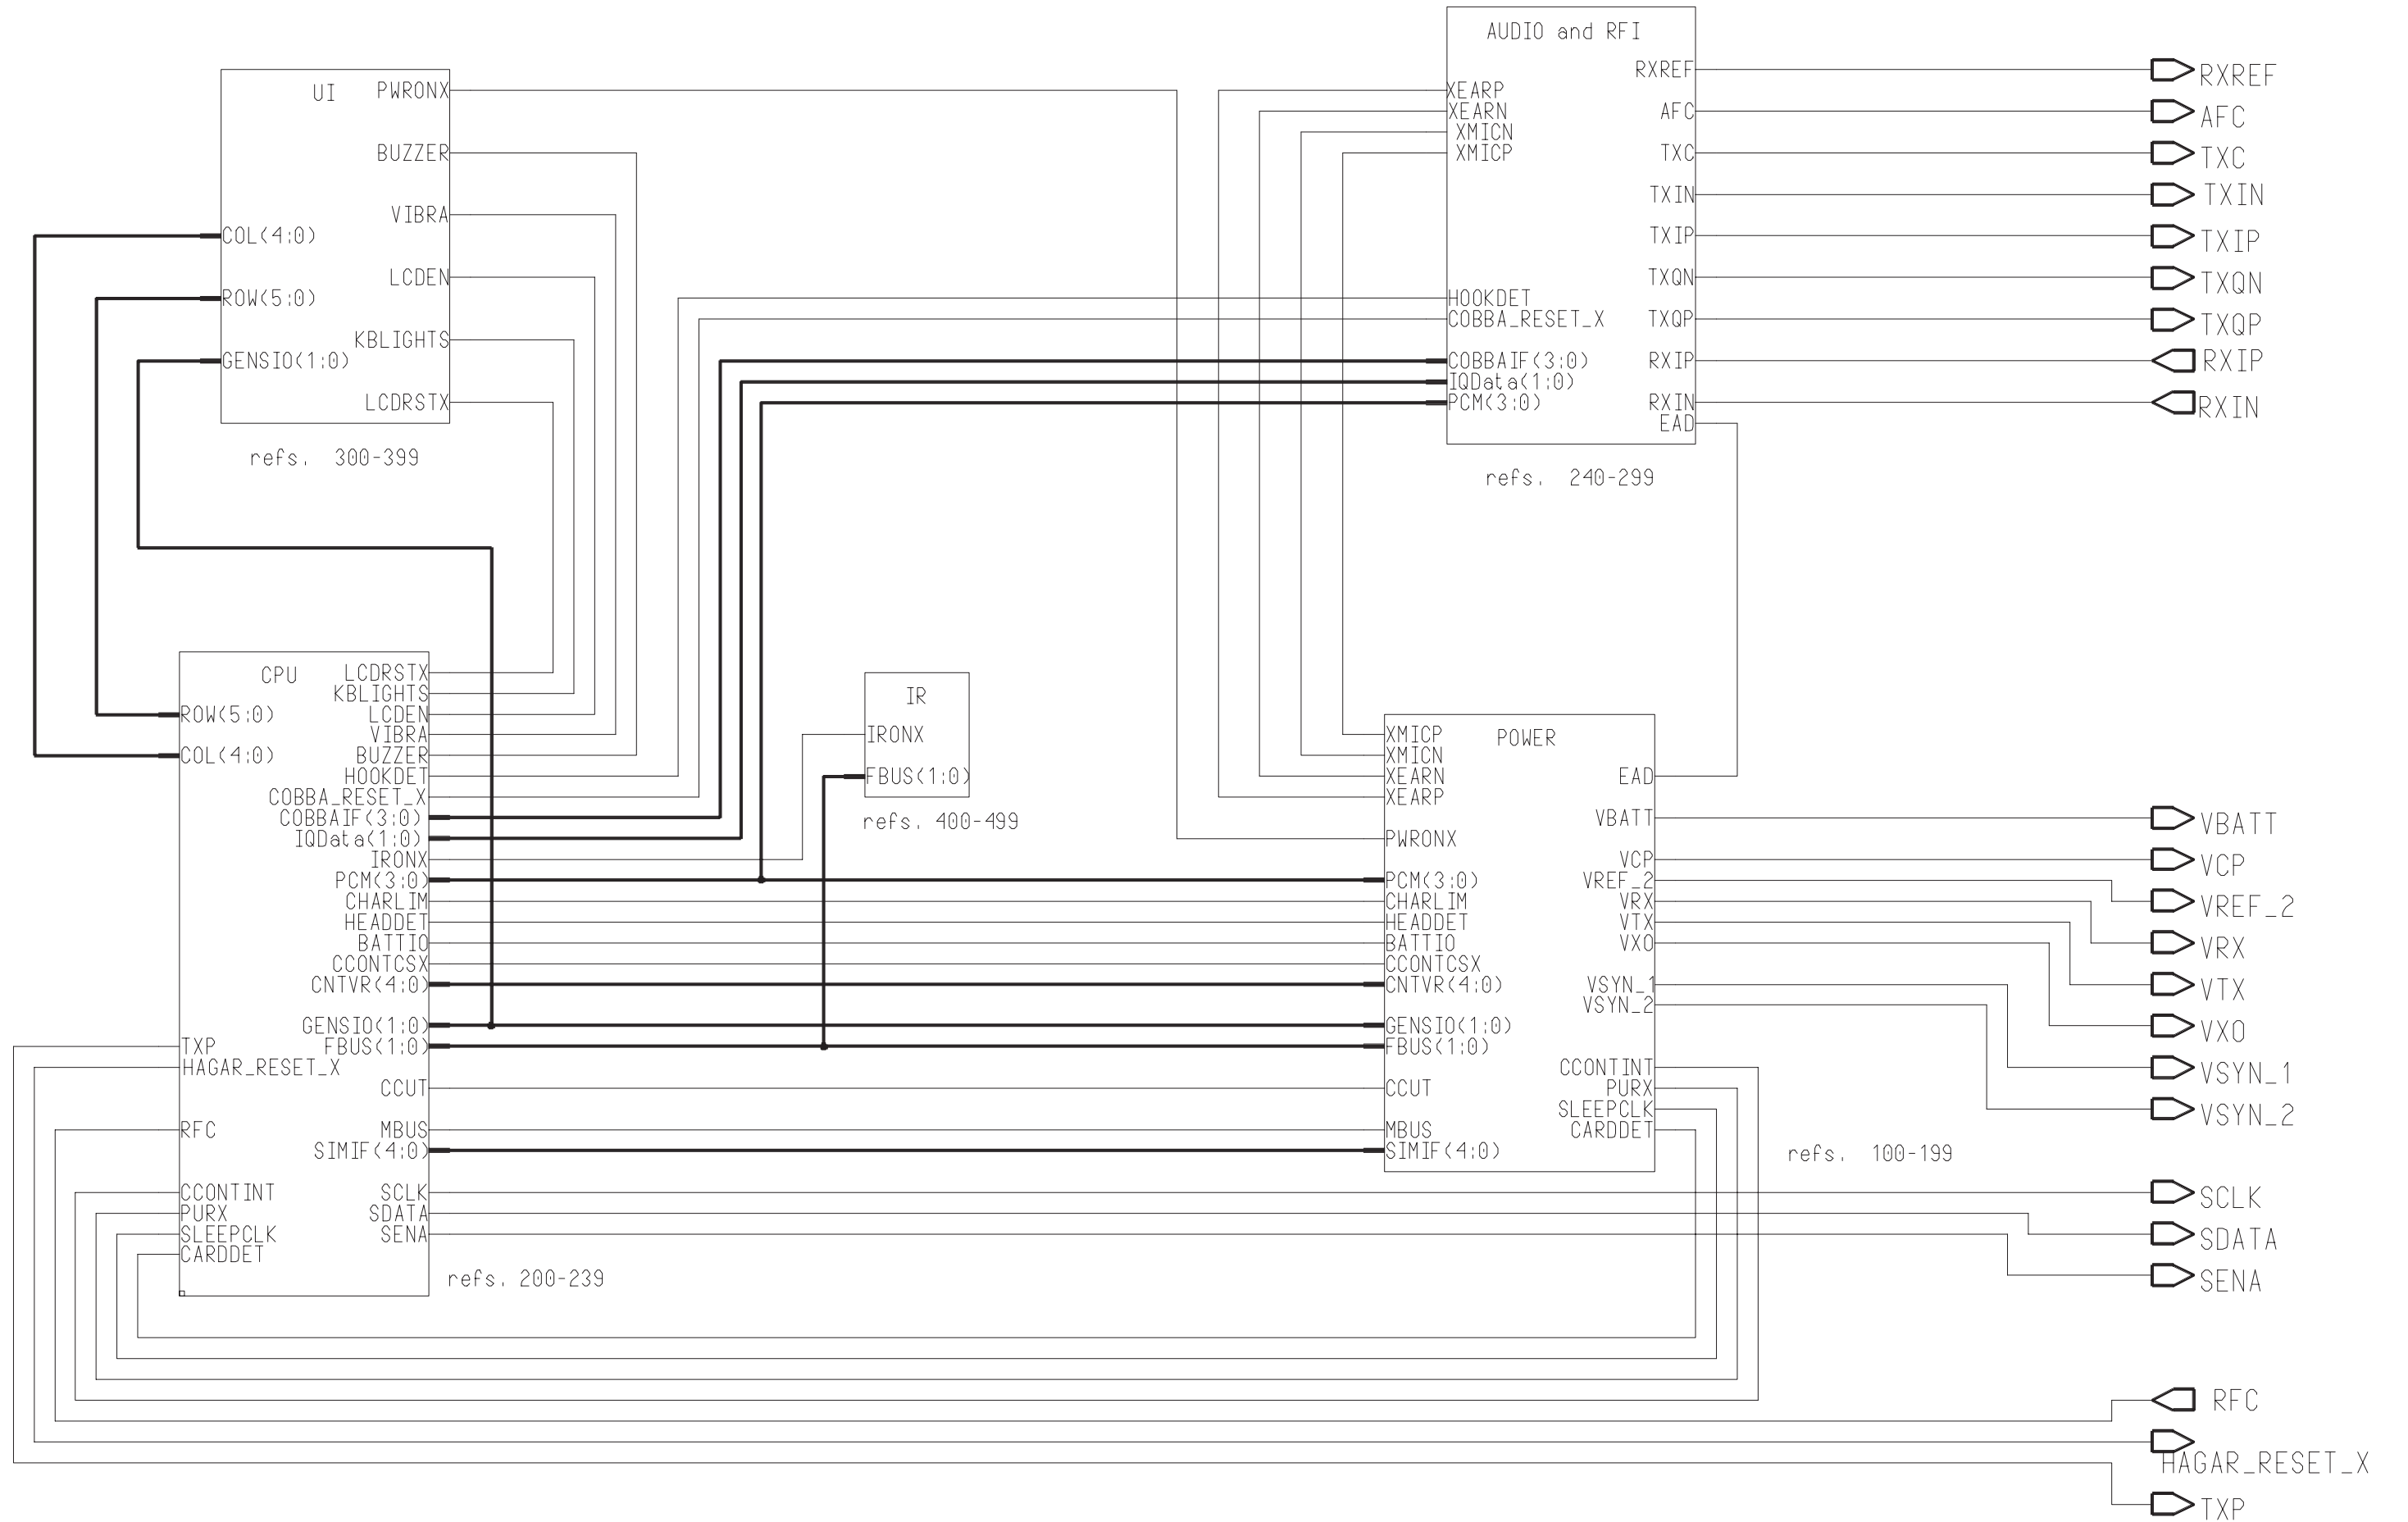 UI
PWRONX
BUZZER
VIBRA
COL(4:0)
LCDEN
ROW(5:0)
KBLIGHTS
GENSIO(1:0)
LCDRSTX
refs. 300-399
AUDIO and RFI
RXREF
XEARP
XEARN
AFC
XMICN
XMICP
TXC
TXIN
TXIP
TXQN
HOOKDET
COBBA_RESET_X
TXQP
COBBAIF(3:0)
RXIP
IQData(1:0)
PCM(3:0)
RXIN
EAD
refs. 240-299
RXREF
AFC
TXC
TXIN
TXIP
TXQN
TXQP
RXIP
RXIN
CPU
LCDRSTX
KBLIGHTS
ROW(5:0)
LCDEN
VIBRA
COL(4:0)
BUZZER
HOOKDET
COBBA_RESET_X
COBBAIF(3:0)
IQData(1:0)
IRONX
PCM(3:0)
CHARLIM
HEADDET
BATTIO
CCONTCSX
CNTVR(4:0)
GENSIO(1:0)
TXP
FBUS(1:0)
HAGAR_RESET_X
CCUT
RFC
MBUS
SIMIF(4:0)
CCONTINT
SCLK
PURX
SDATA
SLEEPCLK
SENA
CARDDET
refs. 200-239
IR
IRONX
FBUS(1:0)
refs. 400-499
POWER
XMICP
XMICN
XEARN
EAD
XEARP
VBATT
PWRONX
VCP
PCM(3:0)
VREF_2
CHARLIM
VRX
HEADDET
VTX
BATTIO
VXO
CCONTCSX
CNTVR(4:0)
VSYN_1
VSYN_2
GENSIO(1:0)
FBUS(1:0)
CCONTINT
CCUT
PURX
SLEEPCLK
MBUS
CARDDET
SIMIF(4:0)
refs. 100-199
VBATT
VCP
VREF_2
VRX
VTX
VXO
VSYN_1
VSYN_2
SCLK
SDATA
SENA
RFC
HAGAR_RESET_X
TXP